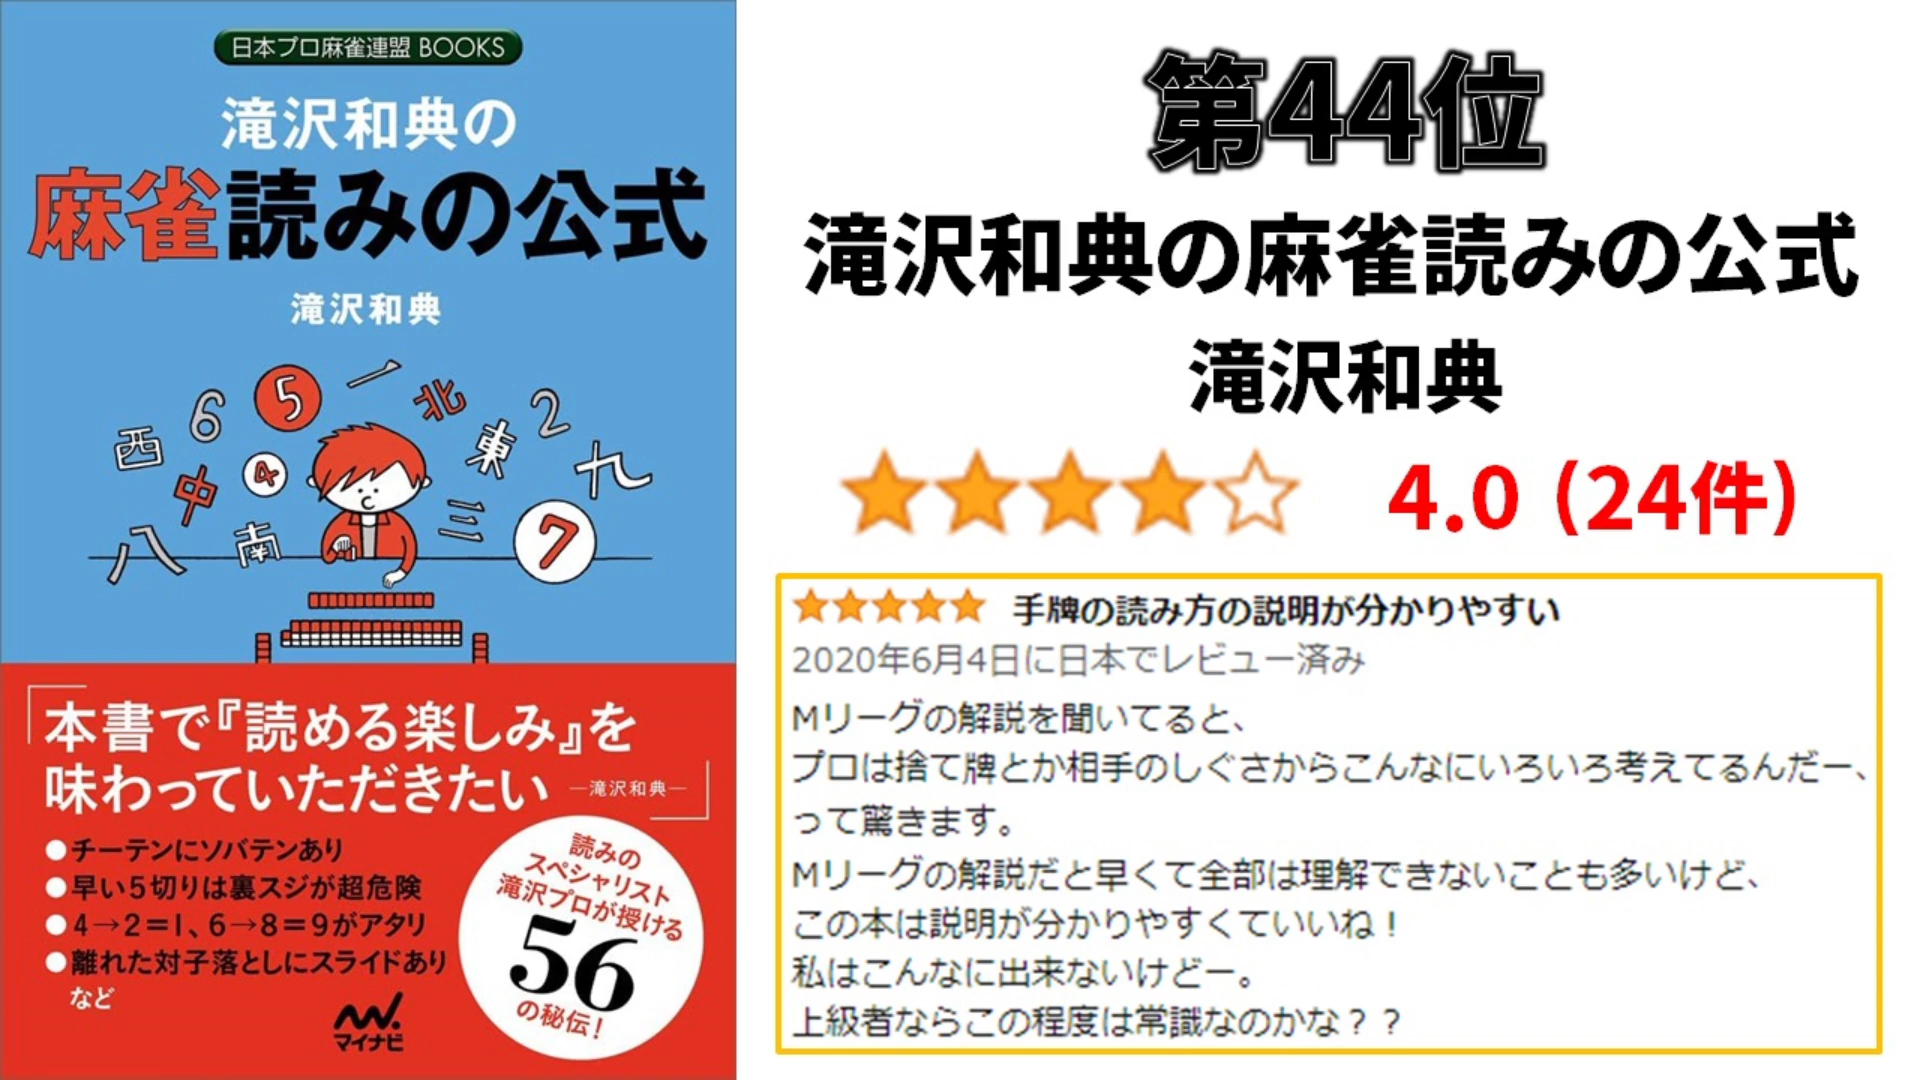 日本プロ麻雀連盟 BOOKS
滝沢和典の
麻雀読みの公式
滝沢和典
西
6
5
一
北
2
東
九
中
4
八
南
三
7
「本書で『読める楽しみ』を
味わっていただきたい ―滝沢和典―」
●チーテンにソバテンあり
●早い5切りは裏スジが超危険
●4→2=1、6→8=9がアタリ
●離れた対子落としにスライドあり
など
マイナビ
読みの
スペシャリスト
滝沢プロが授ける
56
の秘伝!
第44位
滝沢和典の麻雀読みの公式
滝沢和典
4.0(24件)
手牌の読み方の説明が分かりやすい
2020年6月4日に日本でレビュー済み
Mリーグの解説を聞いてると、
プロは捨て牌とか相手のしぐさからこんなにいろいろ考えてるんだー、
って驚きます。
Mリーグの解説だと早くて全部は理解できないことも多いけど、
この本は説明が分かりやすくていいね！
私はこんなに出来ないけどー。
上級者ならこの程度は常識なのかな？？